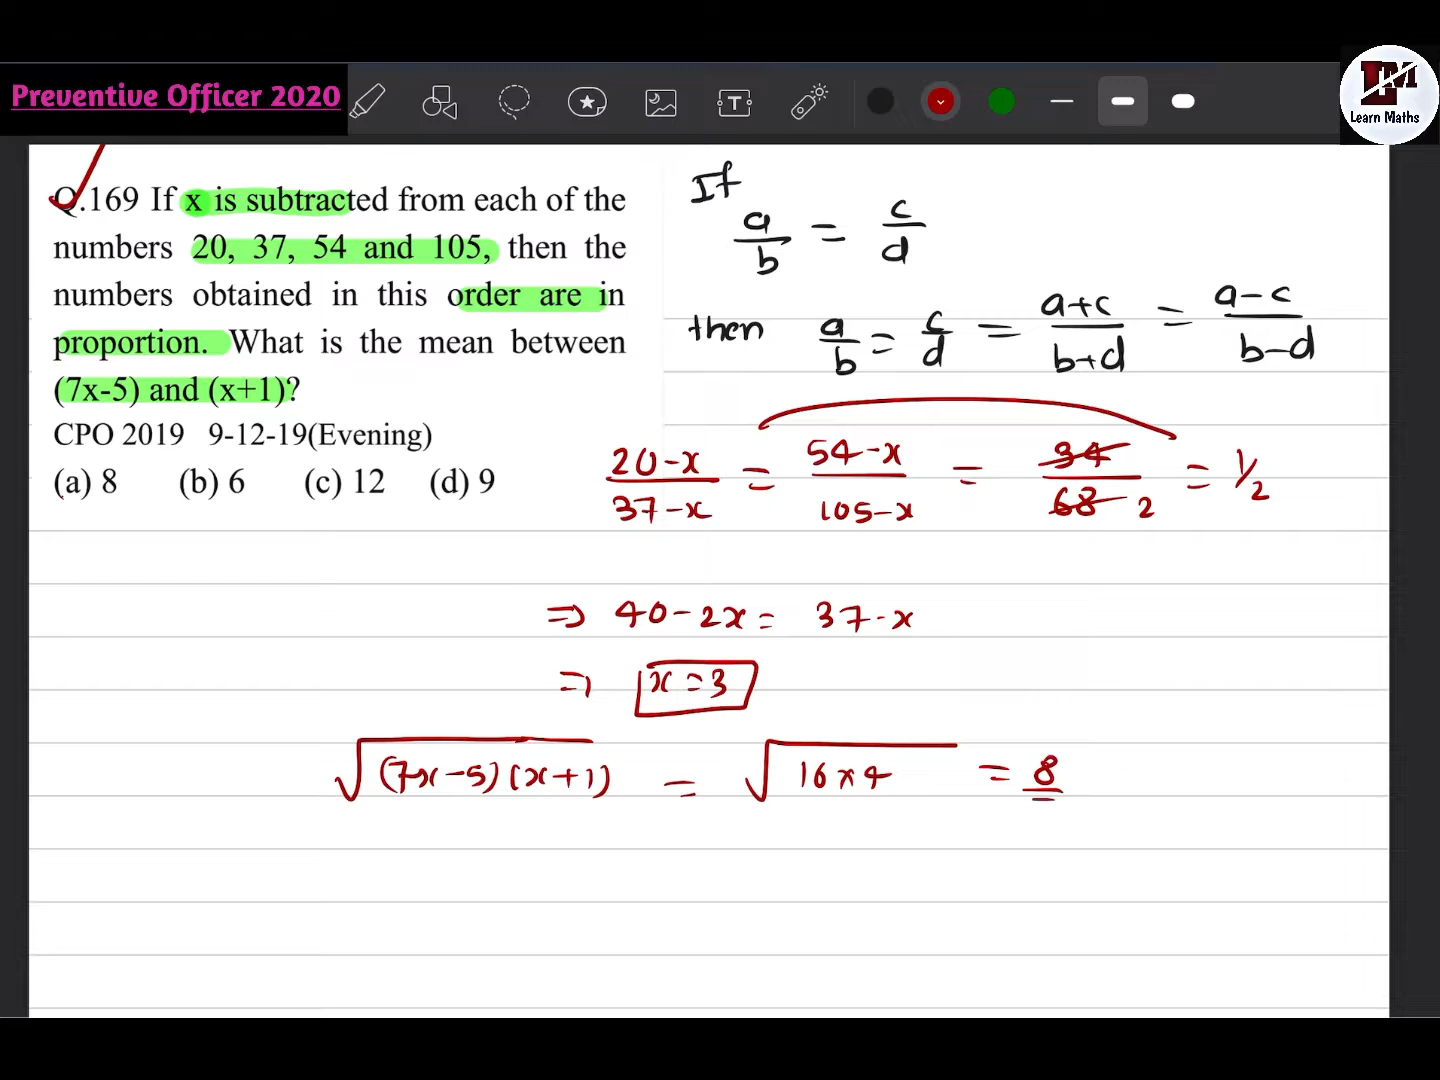 Preventive Officer 2020
Learn Maths
Q.169 If x is subtracted from each of the
numbers 20, 37, 54 and 105, then the
numbers obtained in this order are in
proportion. What is the mean between
(7x-5) and (x+1)?
CPO 2019 9-12-19(Evening)
(a) 8 (b) 6 (c) 12 (d) 9
If
a/b = c/d
then a/b = c/d = a+c/b+d = a-c/b-d
20-x/37-x = 54-x/105-x = 34/68 2 = 1/2
⇒ 40-2x = 37-x
⇒ x = 3
√(7x-5)(x+1) = √16×4 = 8